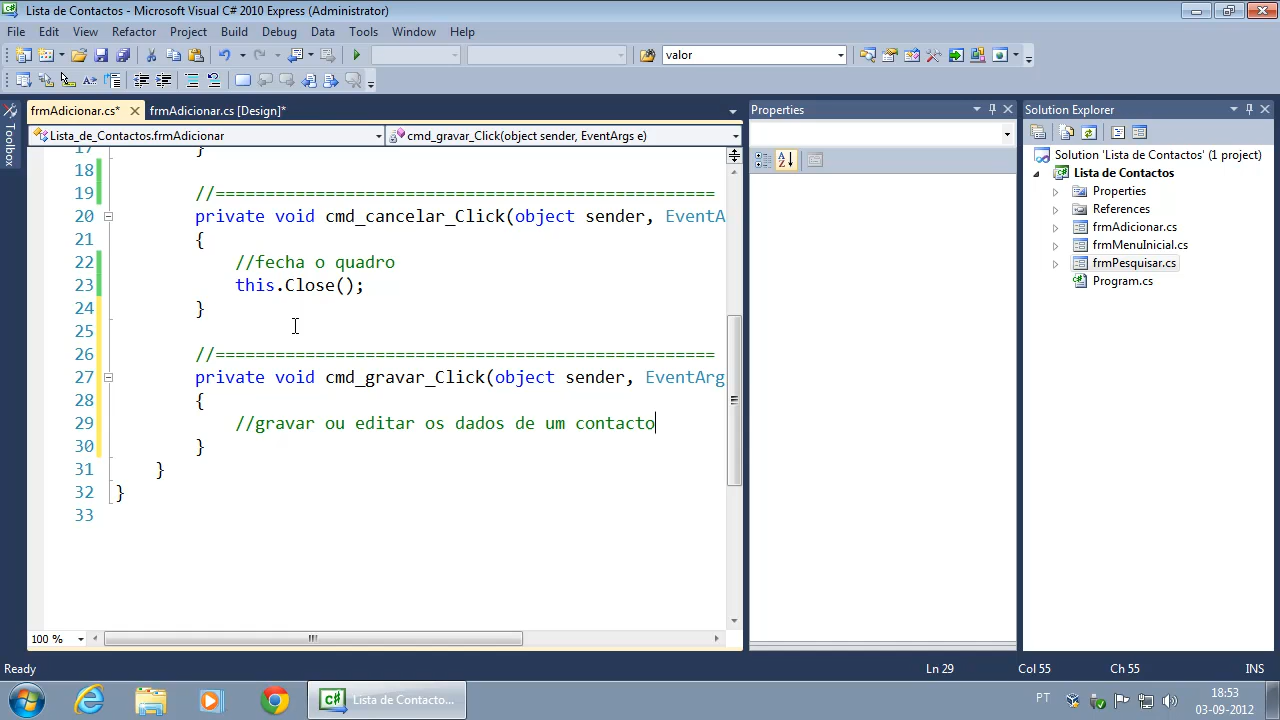 Lista de Contactos - Microsoft Visual C# 2010 Express (Administrator)
File Edit View Refactor Project Build Debug Data Tools Window Help
valor
frmAdicionar.cs* frmAdicionar.cs [Design]*
Lista_de_Contactos.frmAdicionar cmd_gravar_Click(object sender, EventArgs e)
17 }
18
19 //==================================================
20 private void cmd_cancelar_Click(object sender, EventA
21 {
22 //fecha o quadro
23 this.Close();
24 }
25
26 //==================================================
27 private void cmd_gravar_Click(object sender, EventArg
28 {
29 //gravar ou editar os dados de um contacto
30 }
31 }
32 }
33
100 %
Toolbox
Properties
Solution Explorer
Solution 'Lista de Contactos' (1 project)
Lista de Contactos
Properties
References
frmAdicionar.cs
frmMenuInicial.cs
frmPesquisar.cs
Program.cs
Ready Ln 29 Col 55 Ch 55 INS
Lista de Contacto...
PT
18:53
03-09-2012